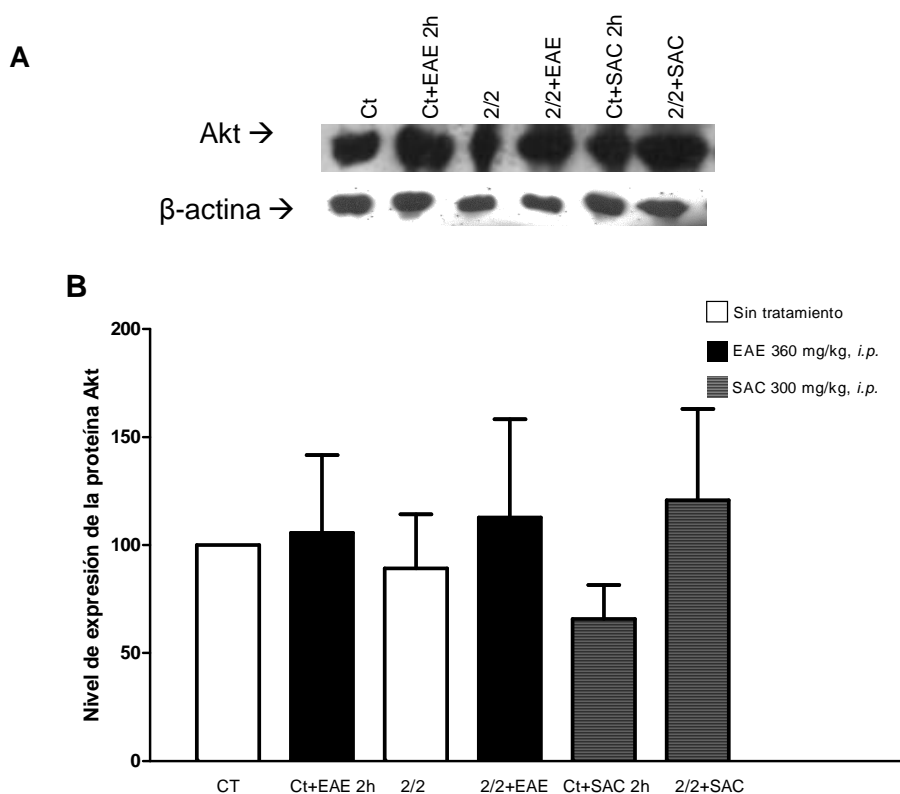 A
Ct
Ct+EAE 2h
2/2
2/2+EAE
Ct+SAC 2h
2/2+SAC
Akt →
β-actina →
B
Sin tratamiento
EAE 360 mg/kg, i.p.
SAC 300 mg/kg, i.p.
Nivel de expresión de la proteína Akt
200
150
100
50
0
CT
Ct+EAE 2h
2/2
2/2+EAE
Ct+SAC 2h
2/2+SAC